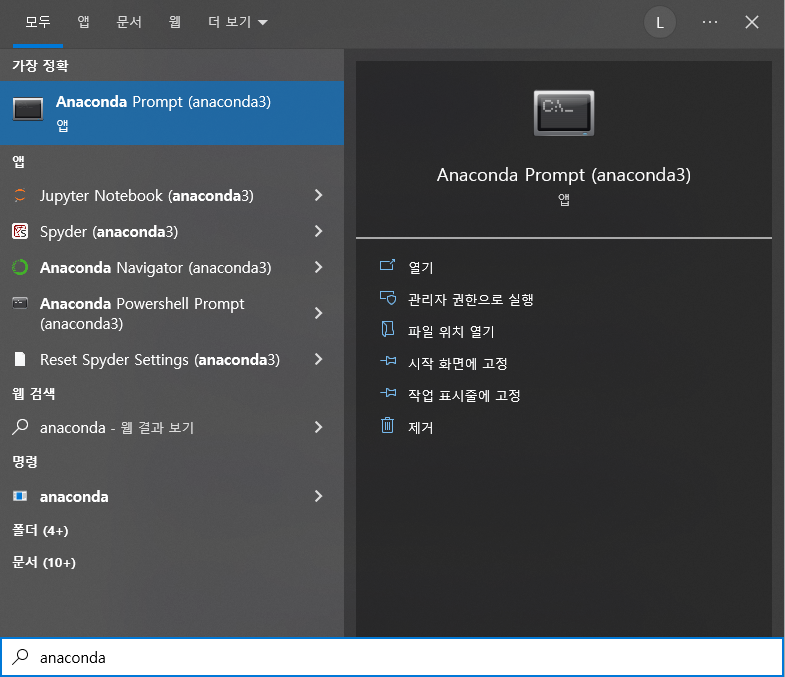 모두 앱 문서 웹 더 보기
L
가장 정확
Anaconda Prompt (anaconda3)
앱
앱
Jupyter Notebook (anaconda3)
Spyder (anaconda3)
Anaconda Navigator (anaconda3)
Anaconda Powershell Prompt
(anaconda3)
Reset Spyder Settings (anaconda3)
웹 검색
anaconda - 웹 결과 보기
명령
anaconda
폴더 (4+)
문서 (10+)
C:\_
Anaconda Prompt (anaconda3)
앱
열기
관리자 권한으로 실행
파일 위치 열기
시작 화면에 고정
작업 표시줄에 고정
제거
anaconda